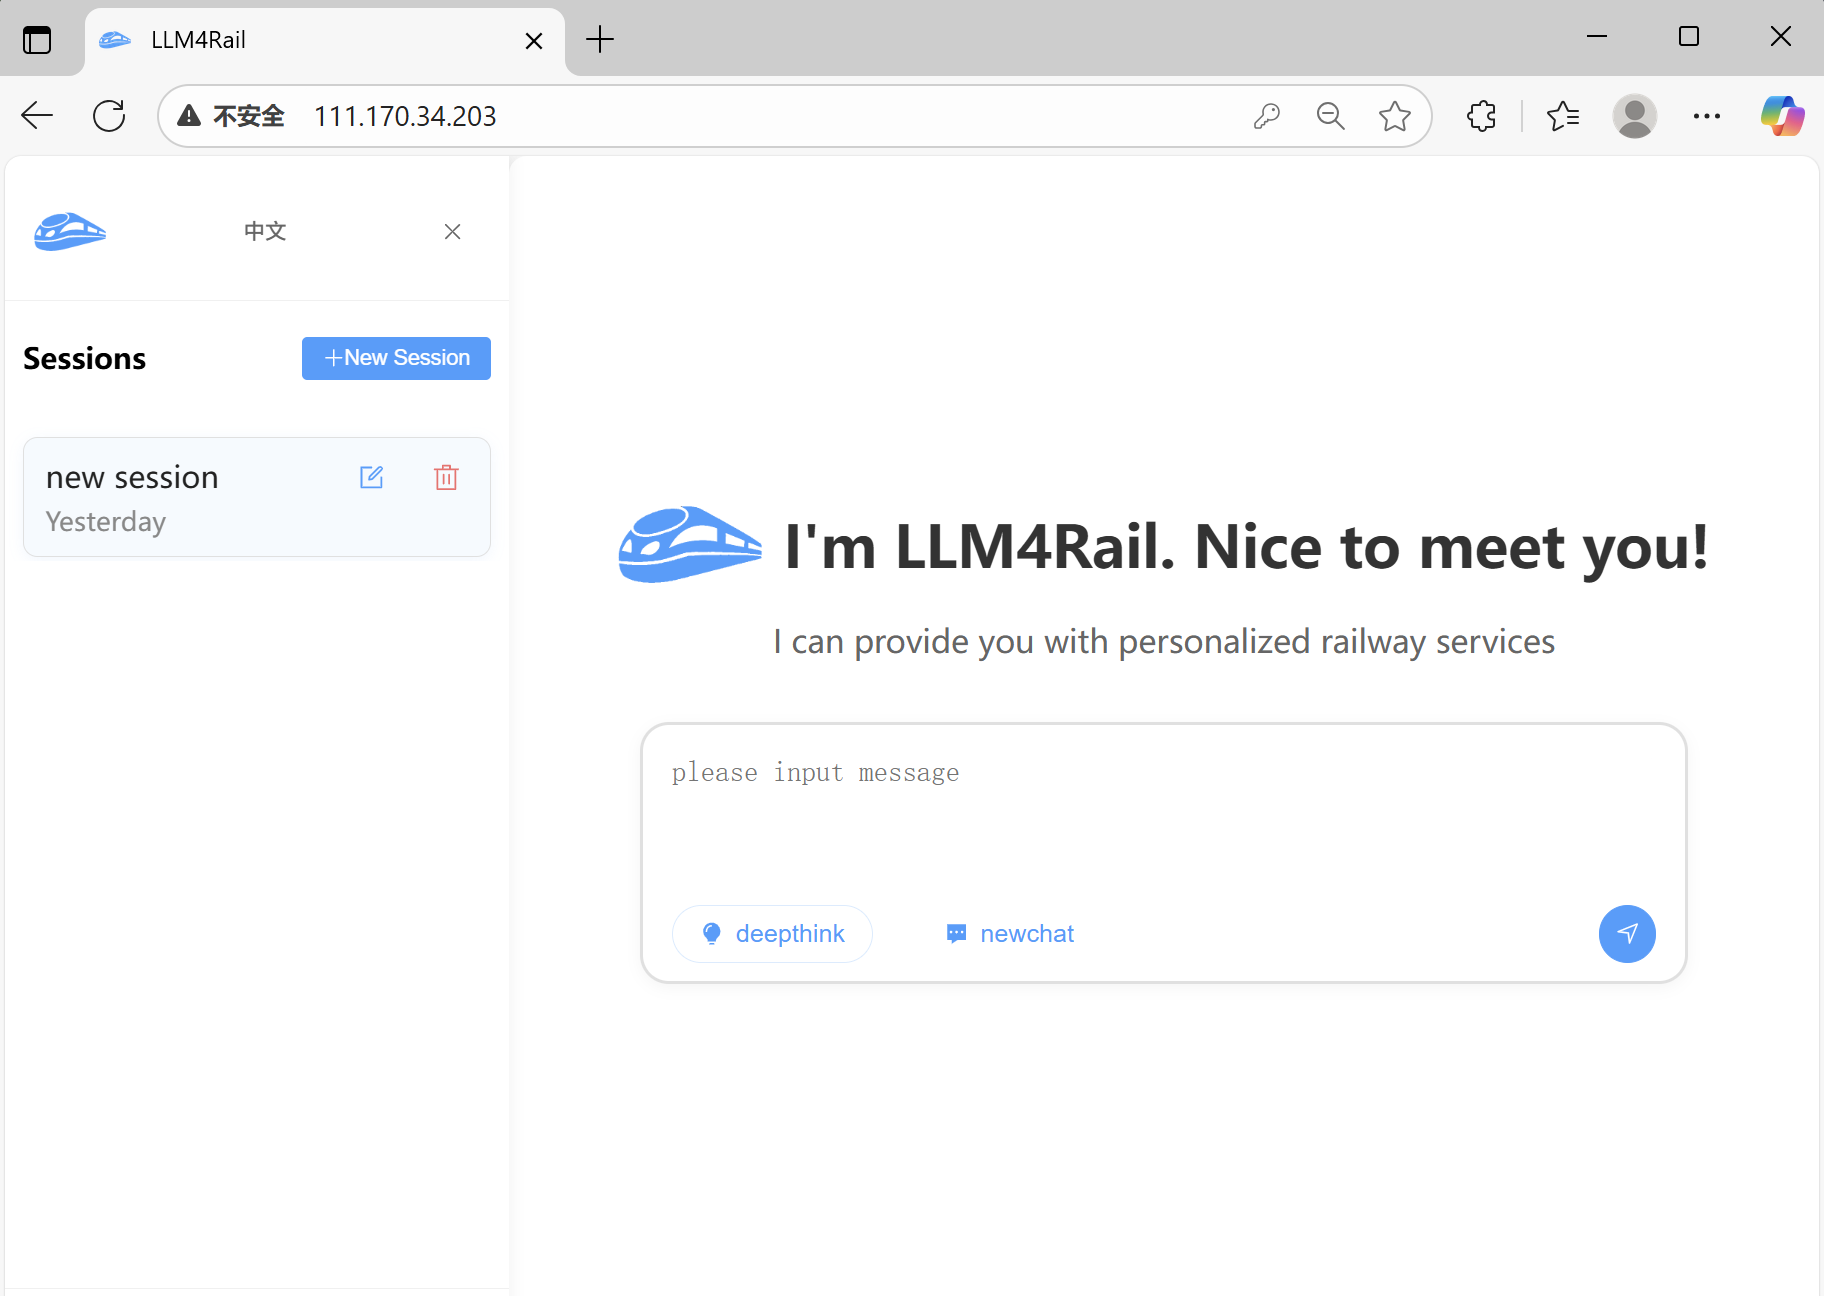 LLM4Rail
不安全 111.170.34.203
中文
Sessions
+New Session
new session
Yesterday
I'm LLM4Rail. Nice to meet you!
I can provide you with personalized railway services
please input message
deepthink
newchat